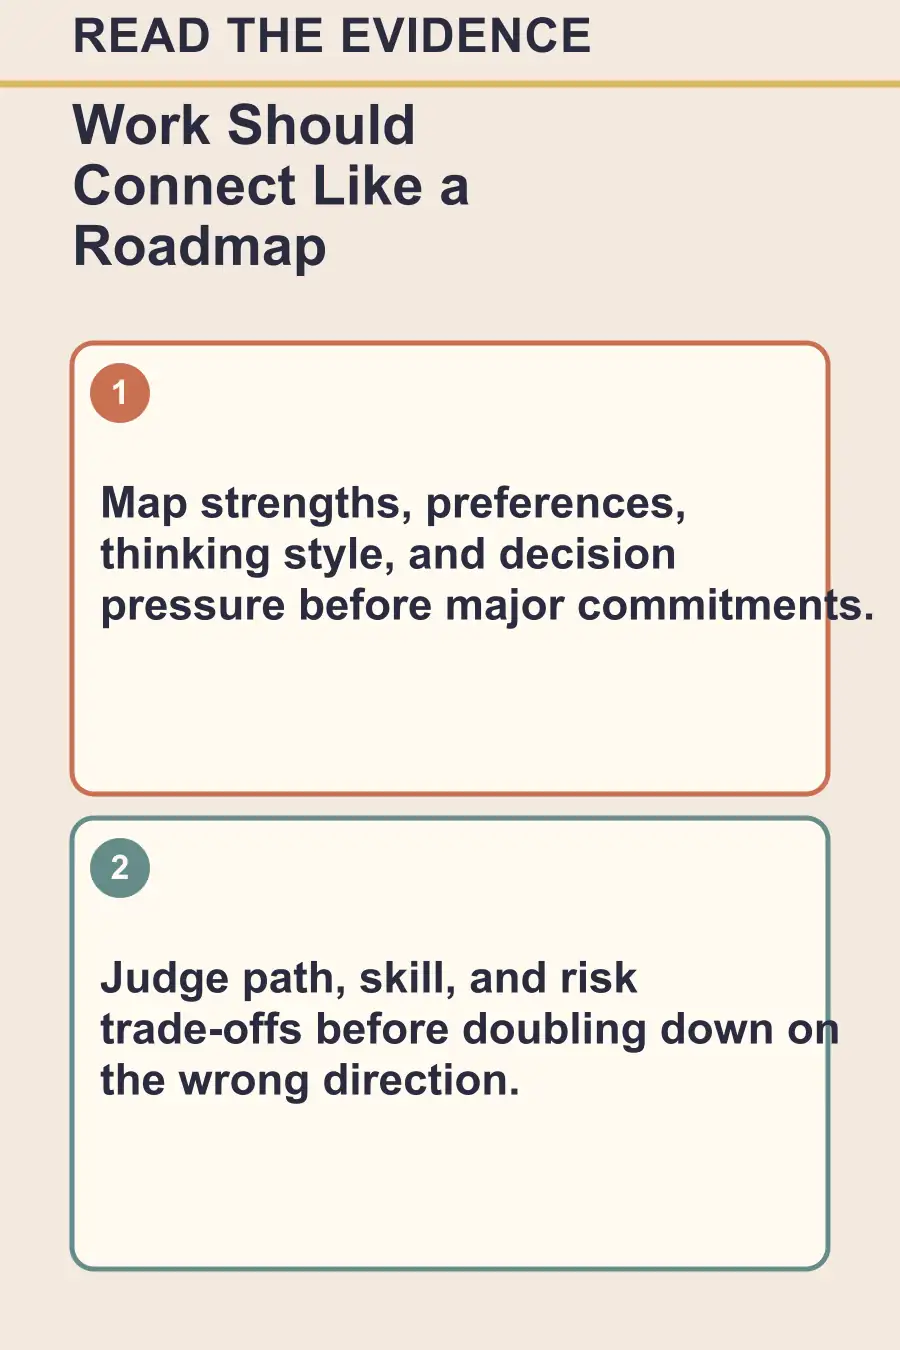 READ THE EVIDENCE
Work Should
Connect Like a
Roadmap
1
Map strengths, preferences,
thinking style, and decision
pressure before major commitments.
2
Judge path, skill, and risk
trade-offs before doubling down on
the wrong direction.